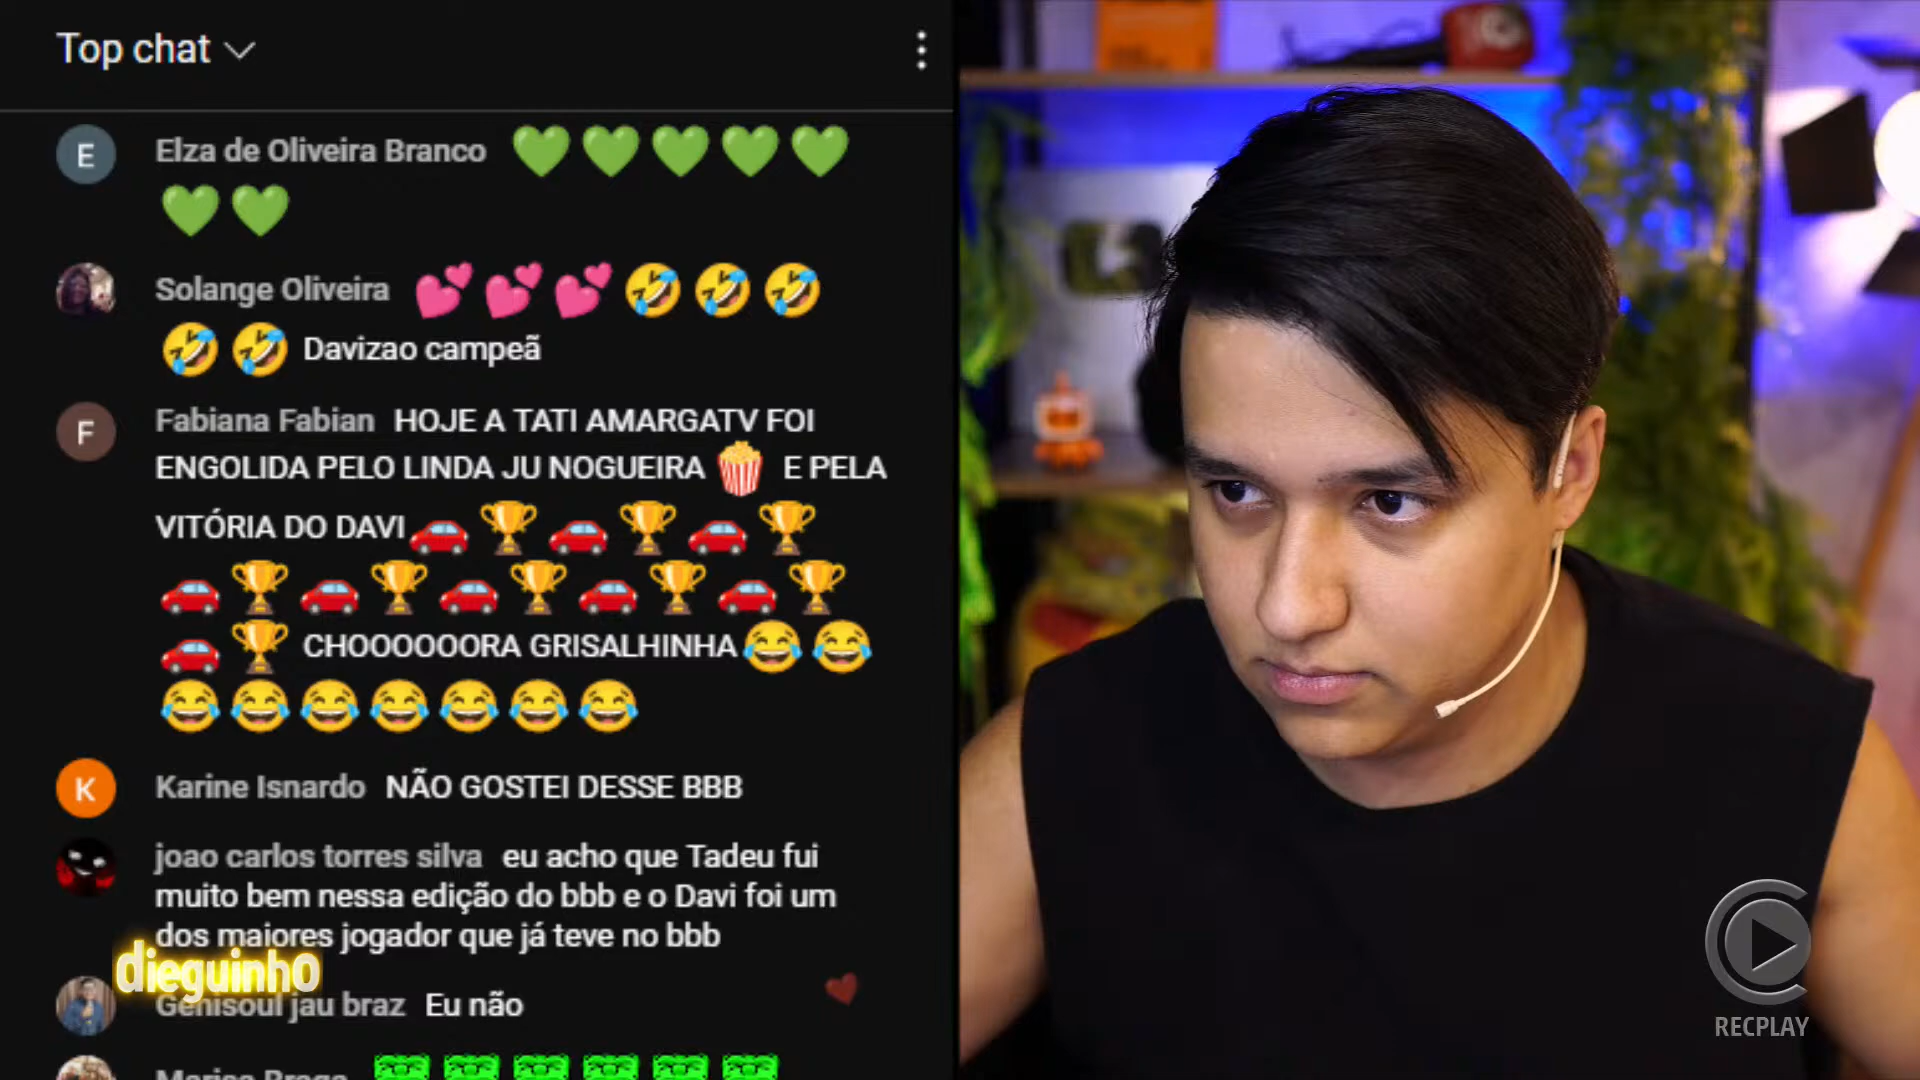 Top chat
Elza de Oliveira Branco 💚💚💚💚💚
💚💚
Solange Oliveira 💕💕💕🤣🤣🤣
🤣🤣 Davizao campeã
Fabiana Fabian HOJE A TATI AMARGATV FOI
ENGOLIDA PELO LINDA JU NOGUEIRA 🍿 E PELA
VITÓRIA DO DAVI🚗🏆🚗🏆🚗🏆
🚗🏆🚗🏆🚗🏆🚗🏆🚗🏆
🚗🏆 CHOOOOOORA GRISALHINHA😂😂
😂😂😂😂😂😂😂
Karine Isnardo NÃO GOSTEI DESSE BBB
joao carlos torres silva eu acho que Tadeu fui
muito bem nessa edição do bbb e o Davi foi um
dos maiores jogador que já teve no bbb
dieguinho
Genisoul jau braz Eu não
Marisa Braga
E
F
K
RECPLAY